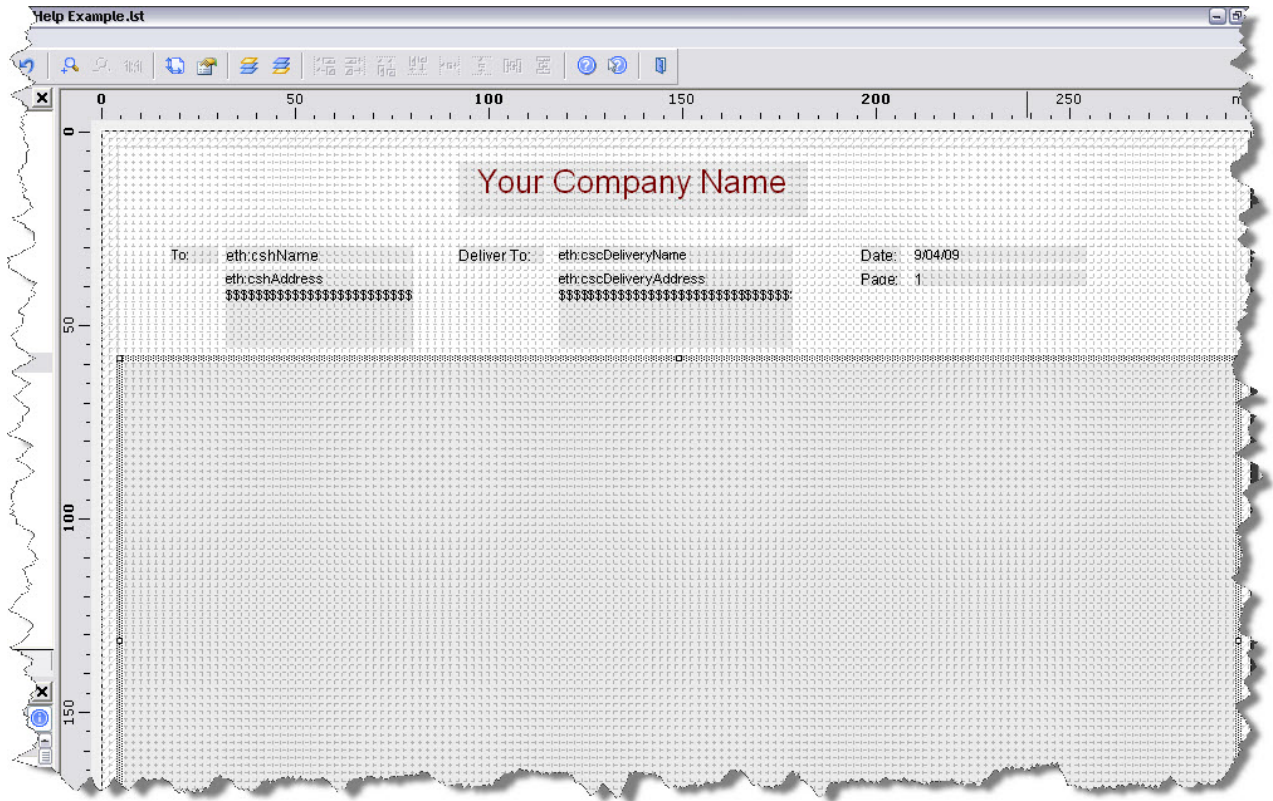 Help Example.lst
0 50 100 150 200 250
0
Your Company Name
To: eth:cshName Deliver To: eth:cscDeliveryName Date: 9/04/09
eth:cshAddress eth:cscDeliveryAddress Page: 1
$$$$$$$$$$$$$$$$$$$$$$$$$ $$$$$$$$$$$$$$$$$$$$$$$$$$$$$$$
50
100
150